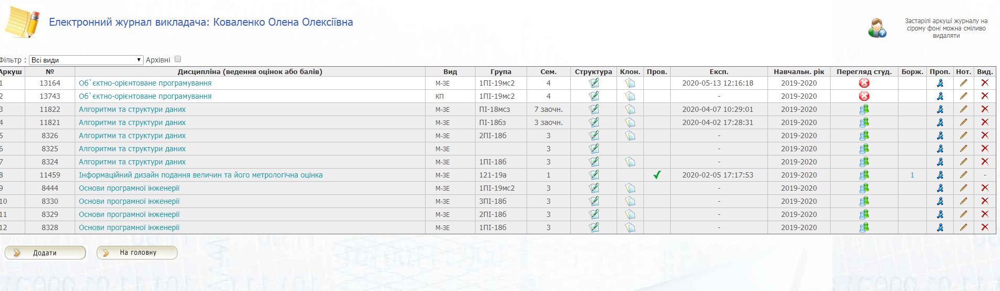 Електронний журнал викладача: Коваленко Олена Олексіївна
Застарілі аркуші журналу на
сірому фоні можна сміливо
видаляти
Фільтр : Всі види Архівні
Аркуш № Дисципліна (ведення оцінок або балів) Вид Група Сем. Структура Клон. Пров. Експ. Навчальн. рік Перегляд студ. Борж. Проп. Нот. Вид.
1 13164 Об`єктно-орієнтоване програмування М-ЗЕ 1ПІ-19мс2 4 2020-05-13 12:16:18 2019-2020
2 13743 Об`єктно-орієнтоване програмування КП 1ПІ-19мс2 4 - 2019-2020
3 11822 Алгоритми та структури даних М-ЗЕ ПІ-18мсз 7 заочн. 2020-04-07 10:29:01 2019-2020
4 11821 Алгоритми та структури даних М-ЗЕ ПІ-18бз 3 заочн. 2020-04-02 17:28:31 2019-2020
5 8326 Алгоритми та структури даних М-ЗЕ 2ПІ-18б 3 - 2019-2020
6 8325 Алгоритми та структури даних М-ЗЕ 3 - 2019-2020
7 8324 Алгоритми та структури даних М-ЗЕ 1ПІ-18б 3 - 2019-2020
8 11459 Інформаційний дизайн подання величин та його метрологічна оцінка М-ЗЕ 121-19а 1 2020-02-05 17:17:53 2019-2020 1 -
9 8444 Основи програмної інженерії М-ЗЕ 1ПІ-19мс2 3 - 2019-2020
10 8330 Основи програмної інженерії М-ЗЕ 3ПІ-18б 3 - 2019-2020
11 8329 Основи програмної інженерії М-ЗЕ 2ПІ-18б 3 - 2019-2020
12 8328 Основи програмної інженерії М-ЗЕ 1ПІ-18б 3 - 2019-2020
Додати На головну